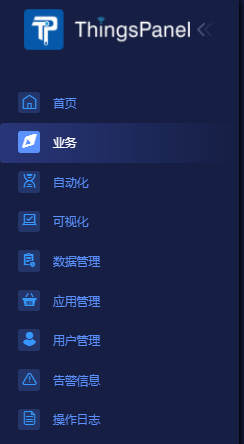 ThingsPanel
首页
业务
自动化
可视化
数据管理
应用管理
用户管理
告警信息
操作日志